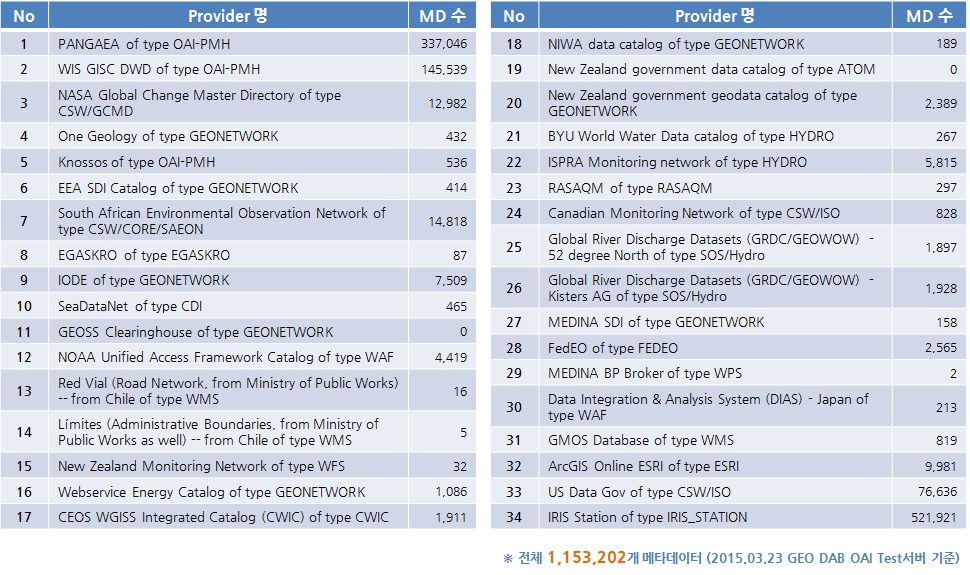 No Provider 명 MD 수
1 PANGAEA of type OAI-PMH 337,046
2 WIS GISC DWD of type OAI-PMH 145,539
3 NASA Global Change Master Directory of type
CSW/GCMD 12,982
4 One Geology of type GEONETWORK 432
5 Knossos of type OAI-PMH 536
6 EEA SDI Catalog of type GEONETWORK 414
7 South African Environmental Observation Network of
type CSW/CORE/SAEON 14,818
8 EGASKRO of type EGASKRO 87
9 IODE of type GEONETWORK 7,509
10 SeaDataNet of type CDI 465
11 GEOSS Clearinghouse of type GEONETWORK 0
12 NOAA Unified Access Framework Catalog of type WAF 4,419
13 Red Vial (Road Network, from Ministry of Public Works)
-- from Chile of type WMS 16
14 Límites (Administrative Boundaries, from Ministry of
Public Works as well) -- from Chile of type WMS 5
15 New Zealand Monitoring Network of type WFS 32
16 Webservice Energy Catalog of type GEONETWORK 1,086
17 CEOS WGISS Integrated Catalog (CWIC) of type CWIC 1,911
No Provider 명 MD 수
18 NIWA data catalog of type GEONETWORK 189
19 New Zealand government data catalog of type ATOM 0
20 New Zealand government geodata catalog of type
GEONETWORK 2,389
21 BYU World Water Data catalog of type HYDRO 267
22 ISPRA Monitoring network of type HYDRO 5,815
23 RASAQM of type RASAQM 297
24 Canadian Monitoring Network of type CSW/ISO 828
25 Global River Discharge Datasets (GRDC/GEOWOW) -
52 degree North of type SOS/Hydro 1,897
26 Global River Discharge Datasets (GRDC/GEOWOW) -
Kisters AG of type SOS/Hydro 1,928
27 MEDINA SDI of type GEONETWORK 158
28 FedEO of type FEDEO 2,565
29 MEDINA BP Broker of type WPS 2
30 Data Integration & Analysis System (DIAS) - Japan of
type WAF 213
31 GMOS Database of type WMS 819
32 ArcGIS Online ESRI of type ESRI 9,981
33 US Data Gov of type CSW/ISO 76,636
34 IRIS Station of type IRIS_STATION 521,921
※ 전체 1,153,202개 메타데이터 (2015.03.23 GEO DAB OAI Test서버 기준)